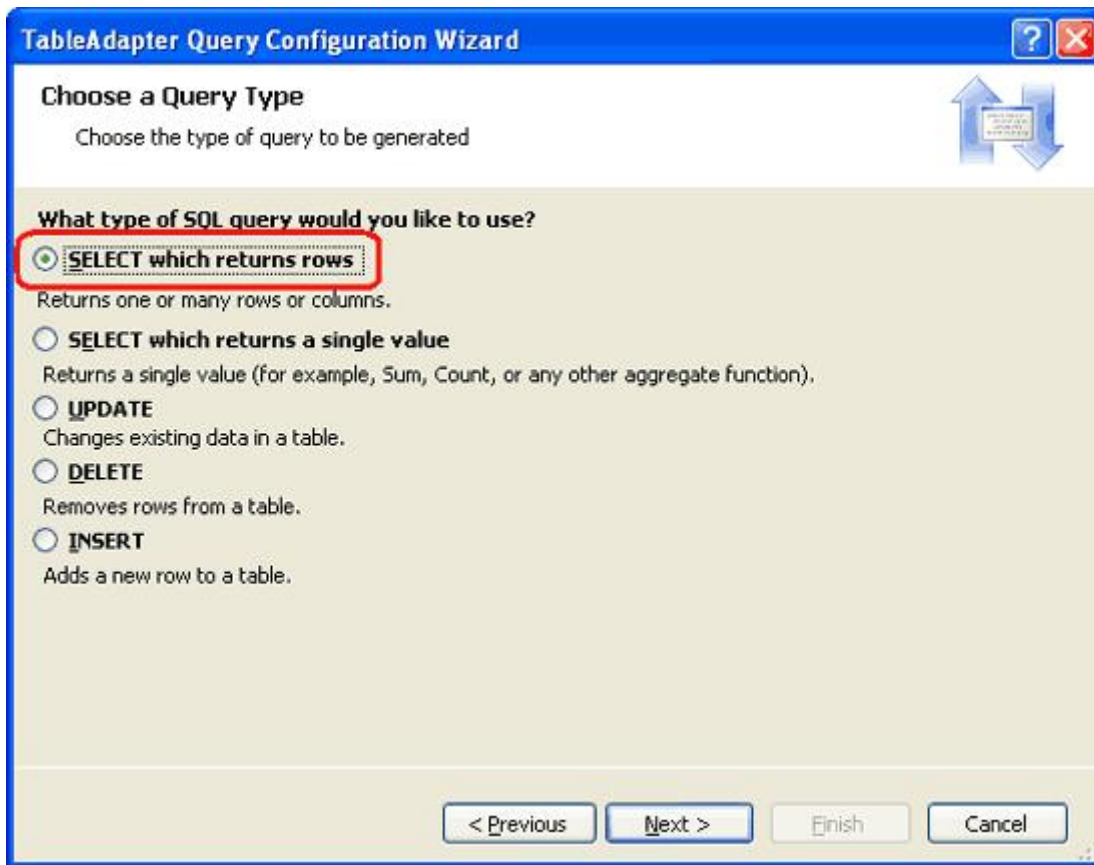 TableAdapter Query Configuration Wizard
Choose a Query Type
Choose the type of query to be generated
What type of SQL query would you like to use?
SELECT which returns rows
Returns one or many rows or columns.
SELECT which returns a single value
Returns a single value (for example, Sum, Count, or any other aggregate function).
UPDATE
Changes existing data in a table.
DELETE
Removes rows from a table.
INSERT
Adds a new row to a table.
< Previous Next > Finish Cancel